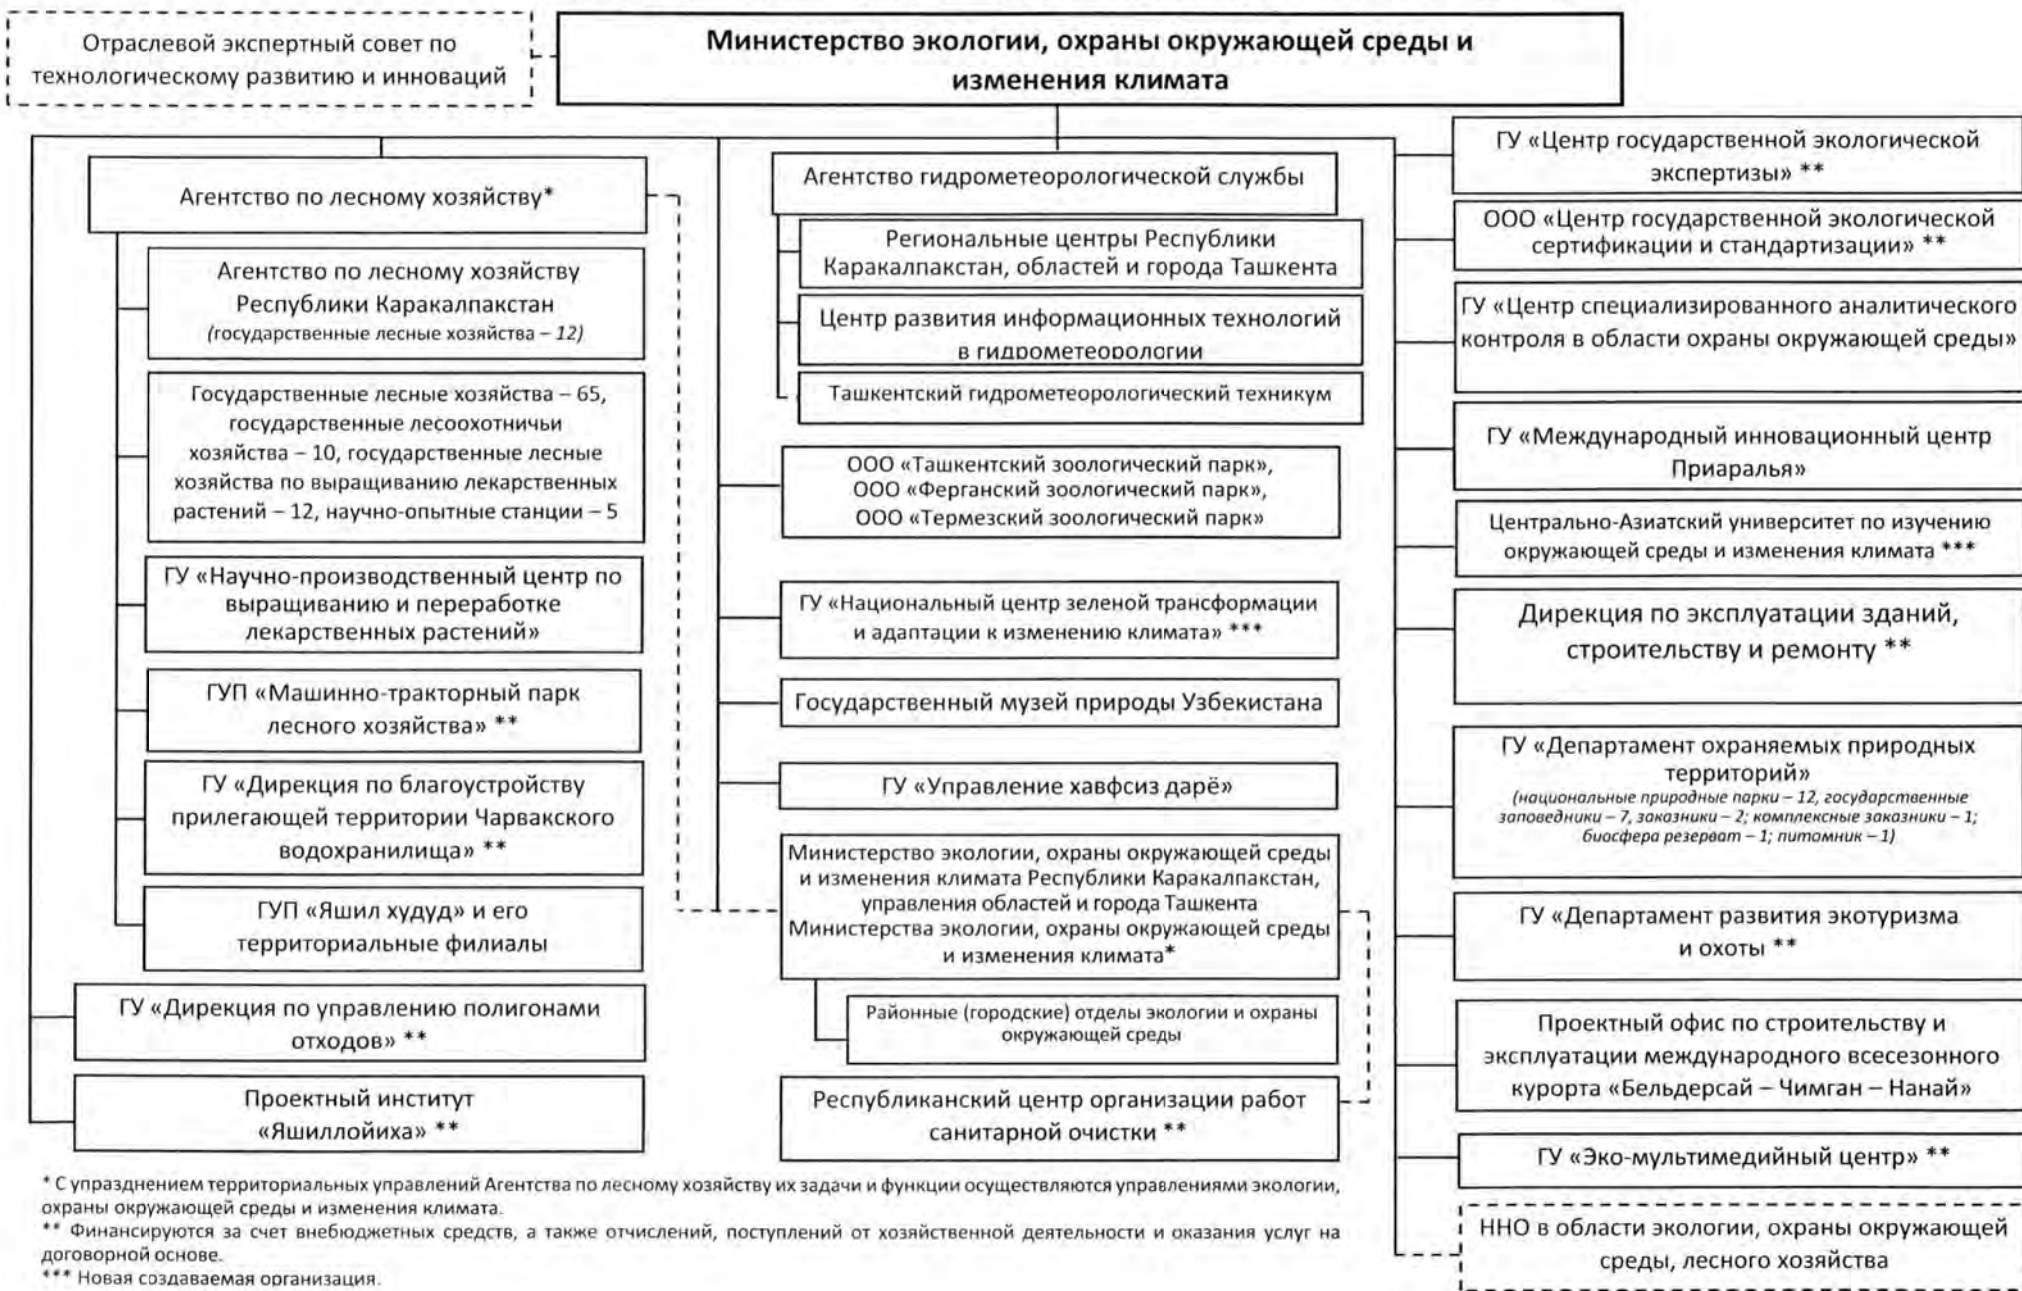 Отраслевой экспертный совет по
технологическому развитию и инноваций
Министерство экологии, охраны окружающей среды и
изменения климата
Агентство по лесному хозяйству*
Агентство по лесному хозяйству
Республики Каракалпакстан
(государственные лесные хозяйства – 12)
Государственные лесные хозяйства – 65,
государственные лесоохотничьи
хозяйства – 10, государственные лесные
хозяйства по выращиванию лекарственных
растений – 12, научно-опытные станции – 5
ГУ «Научно-производственный центр по
выращиванию и переработке
лекарственных растений»
ГУП «Машинно-тракторный парк
лесного хозяйства» **
ГУ «Дирекция по благоустройству
прилегающей территории Чарвакского
водохранилища» **
ГУП «Яшил худуд» и его
территориальные филиалы
ГУ «Дирекция по управлению полигонами
отходов» **
Проектный институт
«Яшиллойиха» **
Агентство гидрометеорологической службы
Региональные центры Республики
Каракалпакстан, областей и города Ташкента
Центр развития информационных технологий
в гидрометеорологии
Ташкентский гидрометеорологический техникум
ООО «Ташкентский зоологический парк»,
ООО «Ферганский зоологический парк»,
ООО «Термезский зоологический парк»
ГУ «Национальный центр зеленой трансформации
и адаптации к изменению климата» ***
Государственный музей природы Узбекистана
ГУ «Управление хавфсиз дарё»
Министерство экологии, охраны окружающей среды
и изменения климата Республики Каракалпакстан,
управления областей и города Ташкента
Министерства экологии, охраны окружающей среды
и изменения климата*
Районные (городские) отделы экологии и охраны
окружающей среды
Республиканский центр организации работ
санитарной очистки **
ГУ «Центр государственной экологической
экспертизы» **
ООО «Центр государственной экологической
сертификации и стандартизации» **
ГУ «Центр специализированного аналитического
контроля в области охраны окружающей среды»
ГУ «Международный инновационный центр
Приаралья»
Центрально-Азиатский университет по изучению
окружающей среды и изменения климата ***
Дирекция по эксплуатации зданий,
строительству и ремонту **
ГУ «Департамент охраняемых природных
территорий»
(национальные природные парки – 12, государственные
заповедники – 7, заказники – 2; комплексные заказники – 1;
биосфера резерват – 1; питомник – 1)
ГУ «Департамент развития экотуризма
и охоты **
Проектный офис по строительству и
эксплуатации международного всесезонного
курорта «Бельдерсай – Чимган – Нанай»
ГУ «Эко-мультимедийный центр» **
ННО в области экологии, охраны окружающей
среды, лесного хозяйства
* С упразднением территориальных управлений Агентства по лесному хозяйству их задачи и функции осуществляются управлениями экологии,
охраны окружающей среды и изменения климата.
** Финансируются за счет внебюджетных средств, а также отчислений, поступлений от хозяйственной деятельности и оказания услуг на
договорной основе.
*** Новая создаваемая организация.